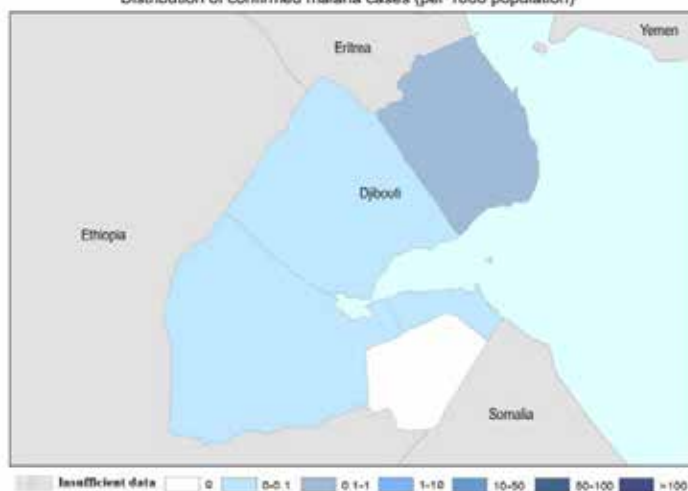 Distribution of confirmed malaria cases (per 1000 population)
Yemen
Eritrea
Djibouti
Ethiopia
Somalia
Insufficient data 0 0-0.1 0.1-1 1-10 10-50 50-100 >100